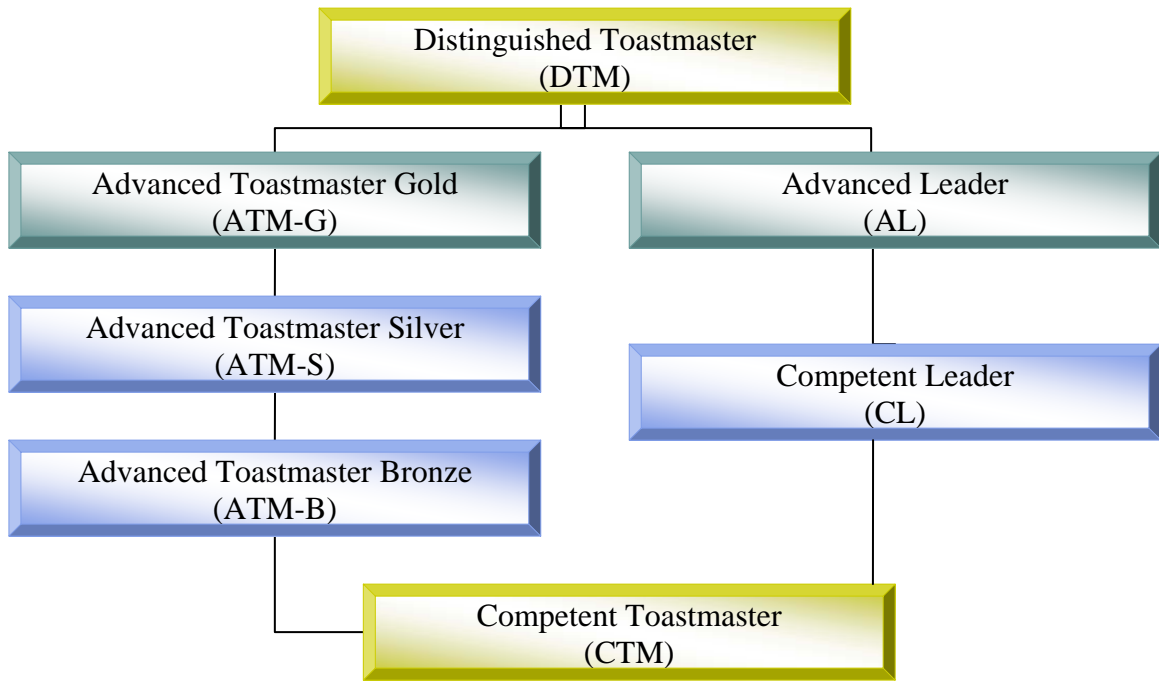 Distinguished Toastmaster
(DTM)
Advanced Toastmaster Gold
(ATM-G)
Advanced Leader
(AL)
Advanced Toastmaster Silver
(ATM-S)
Competent Leader
(CL)
Advanced Toastmaster Bronze
(ATM-B)
Competent Toastmaster
(CTM)